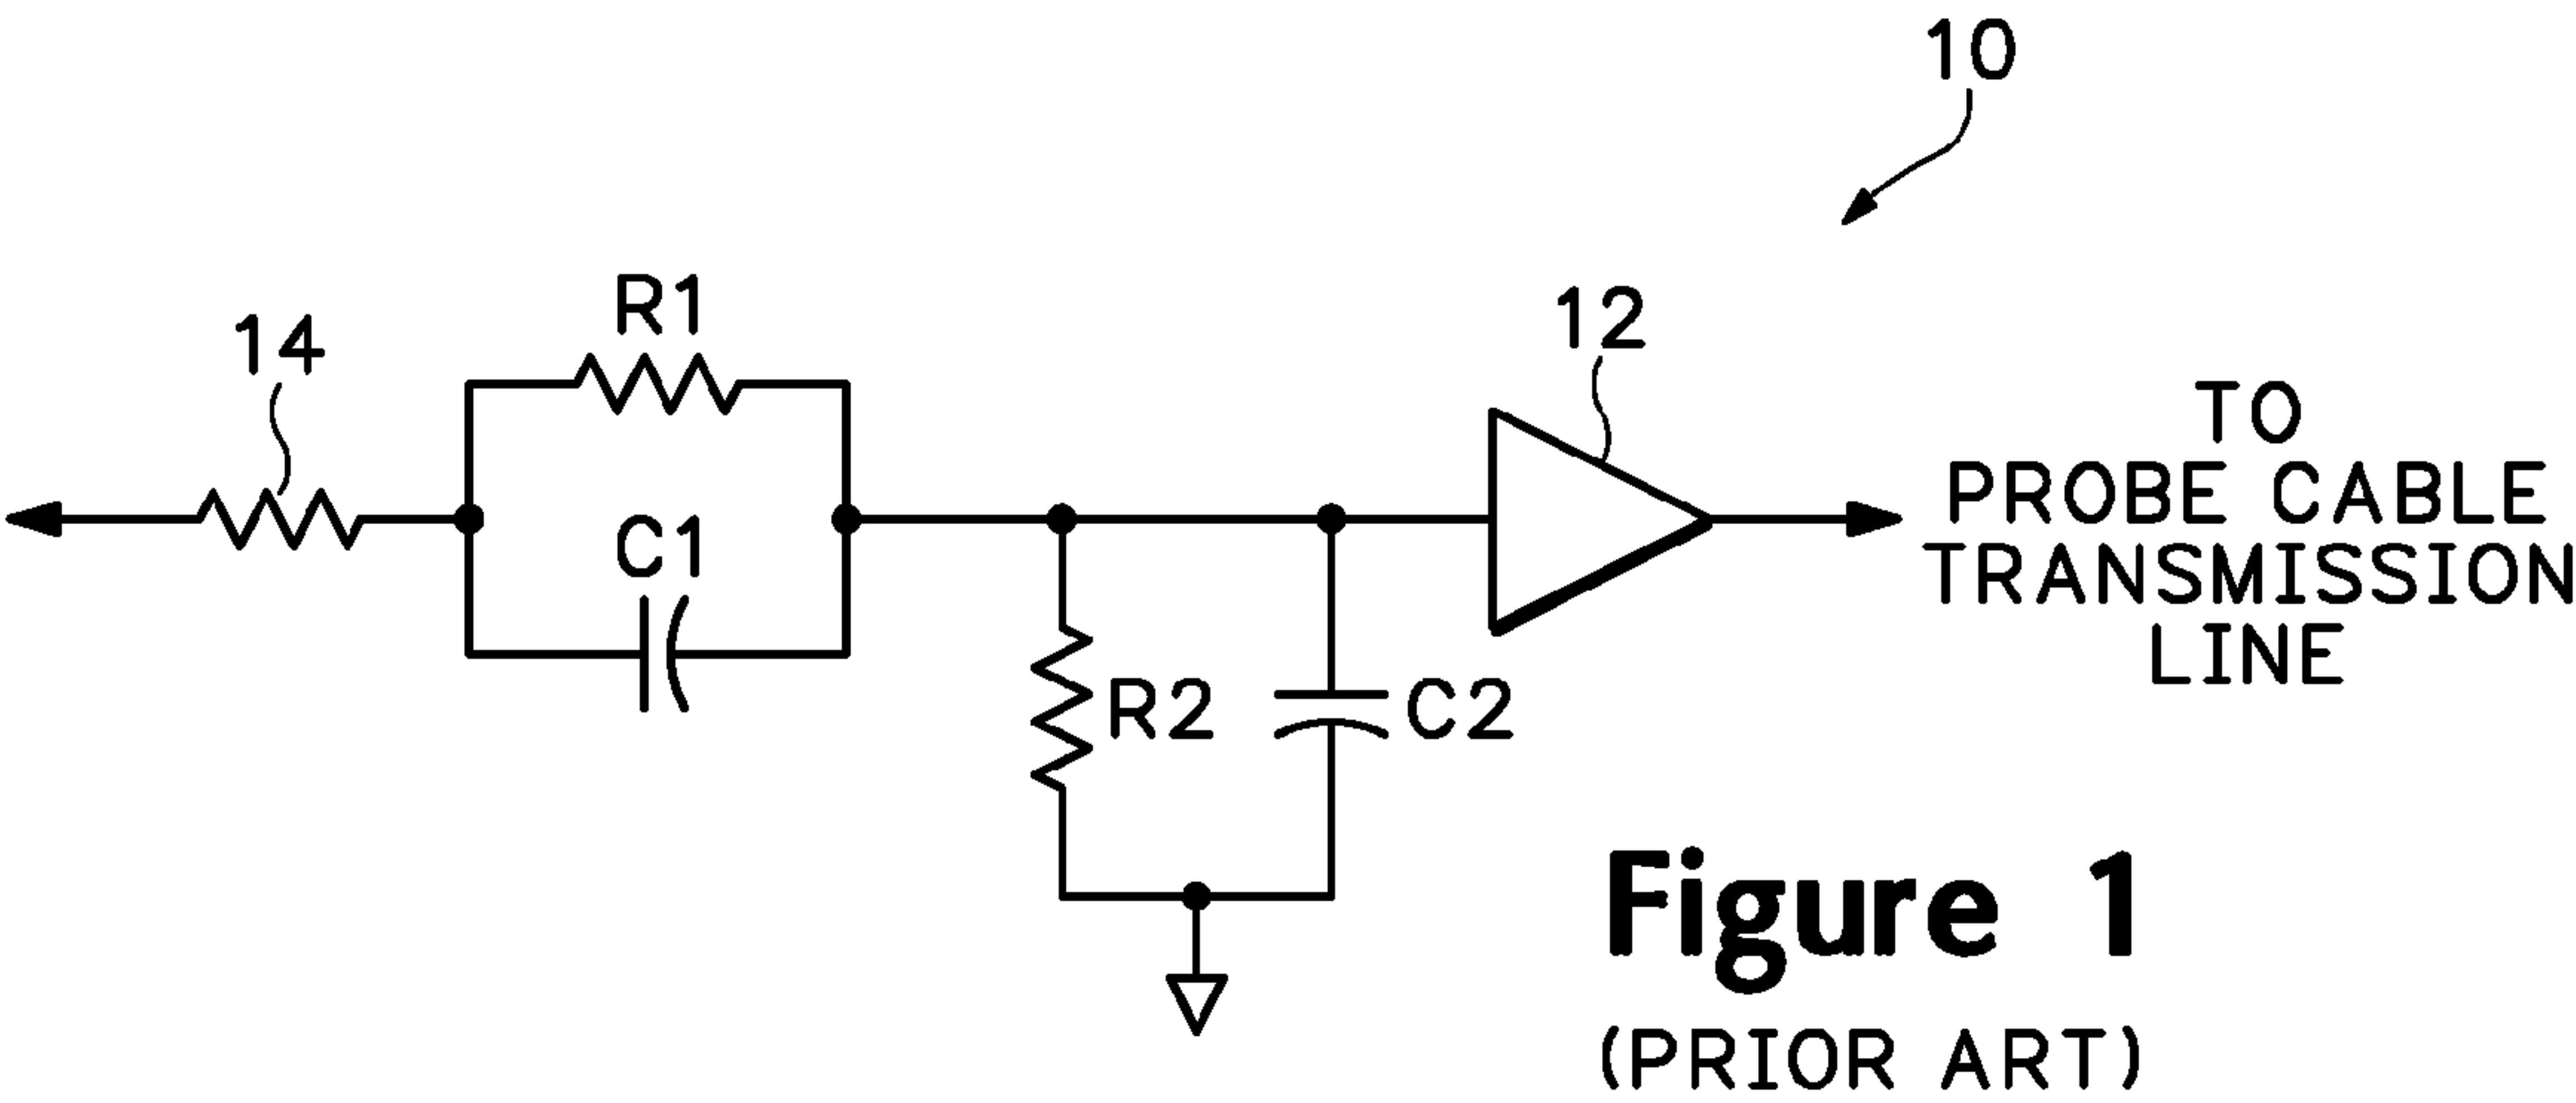 10
R1
14
12
C1
TO
PROBE CABLE
TRANSMISSION
LINE
R2
C2
Figure 1
(PRIOR ART)